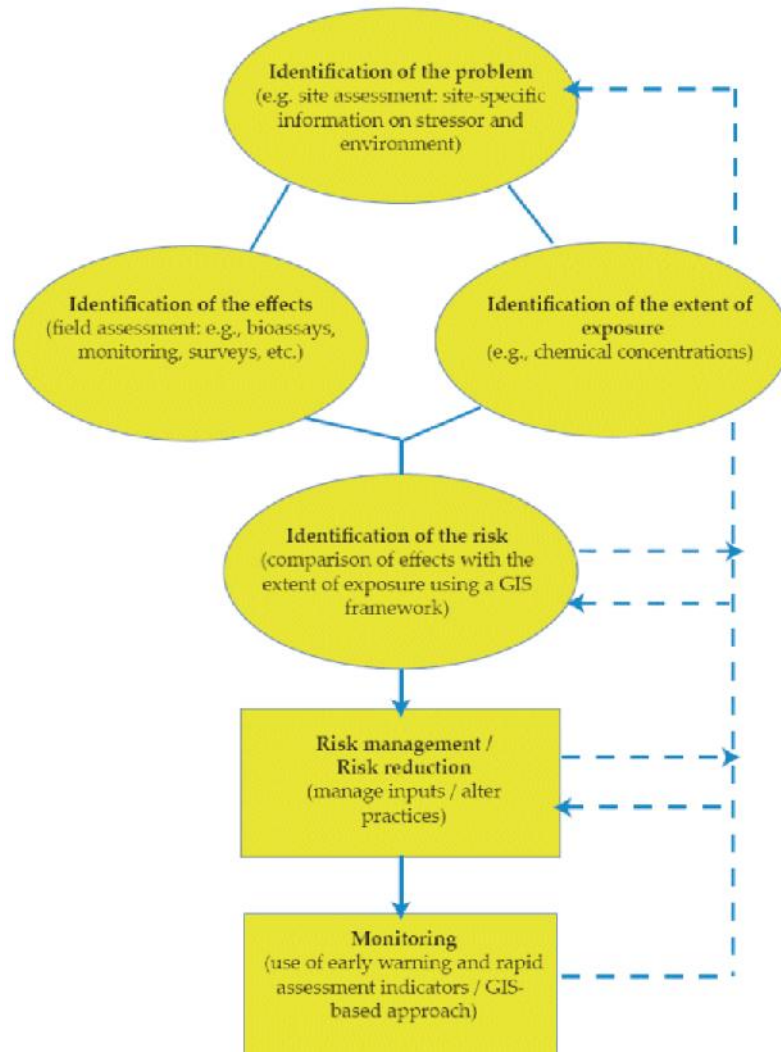 Identification of the problem
(e.g. site assessment: site-specific
information on stressor and
environment)
Identification of the effects
(field assessment: e.g., bioassays,
monitoring, surveys, etc.)
Identification of the extent of
exposure
(e.g., chemical concentrations)
Identification of the risk
(comparison of effects with the
extent of exposure using a GIS
framework)
Risk management /
Risk reduction
(manage inputs / alter
practices)
Monitoring
(use of early warning and rapid
assessment indicators / GIS-
based approach)